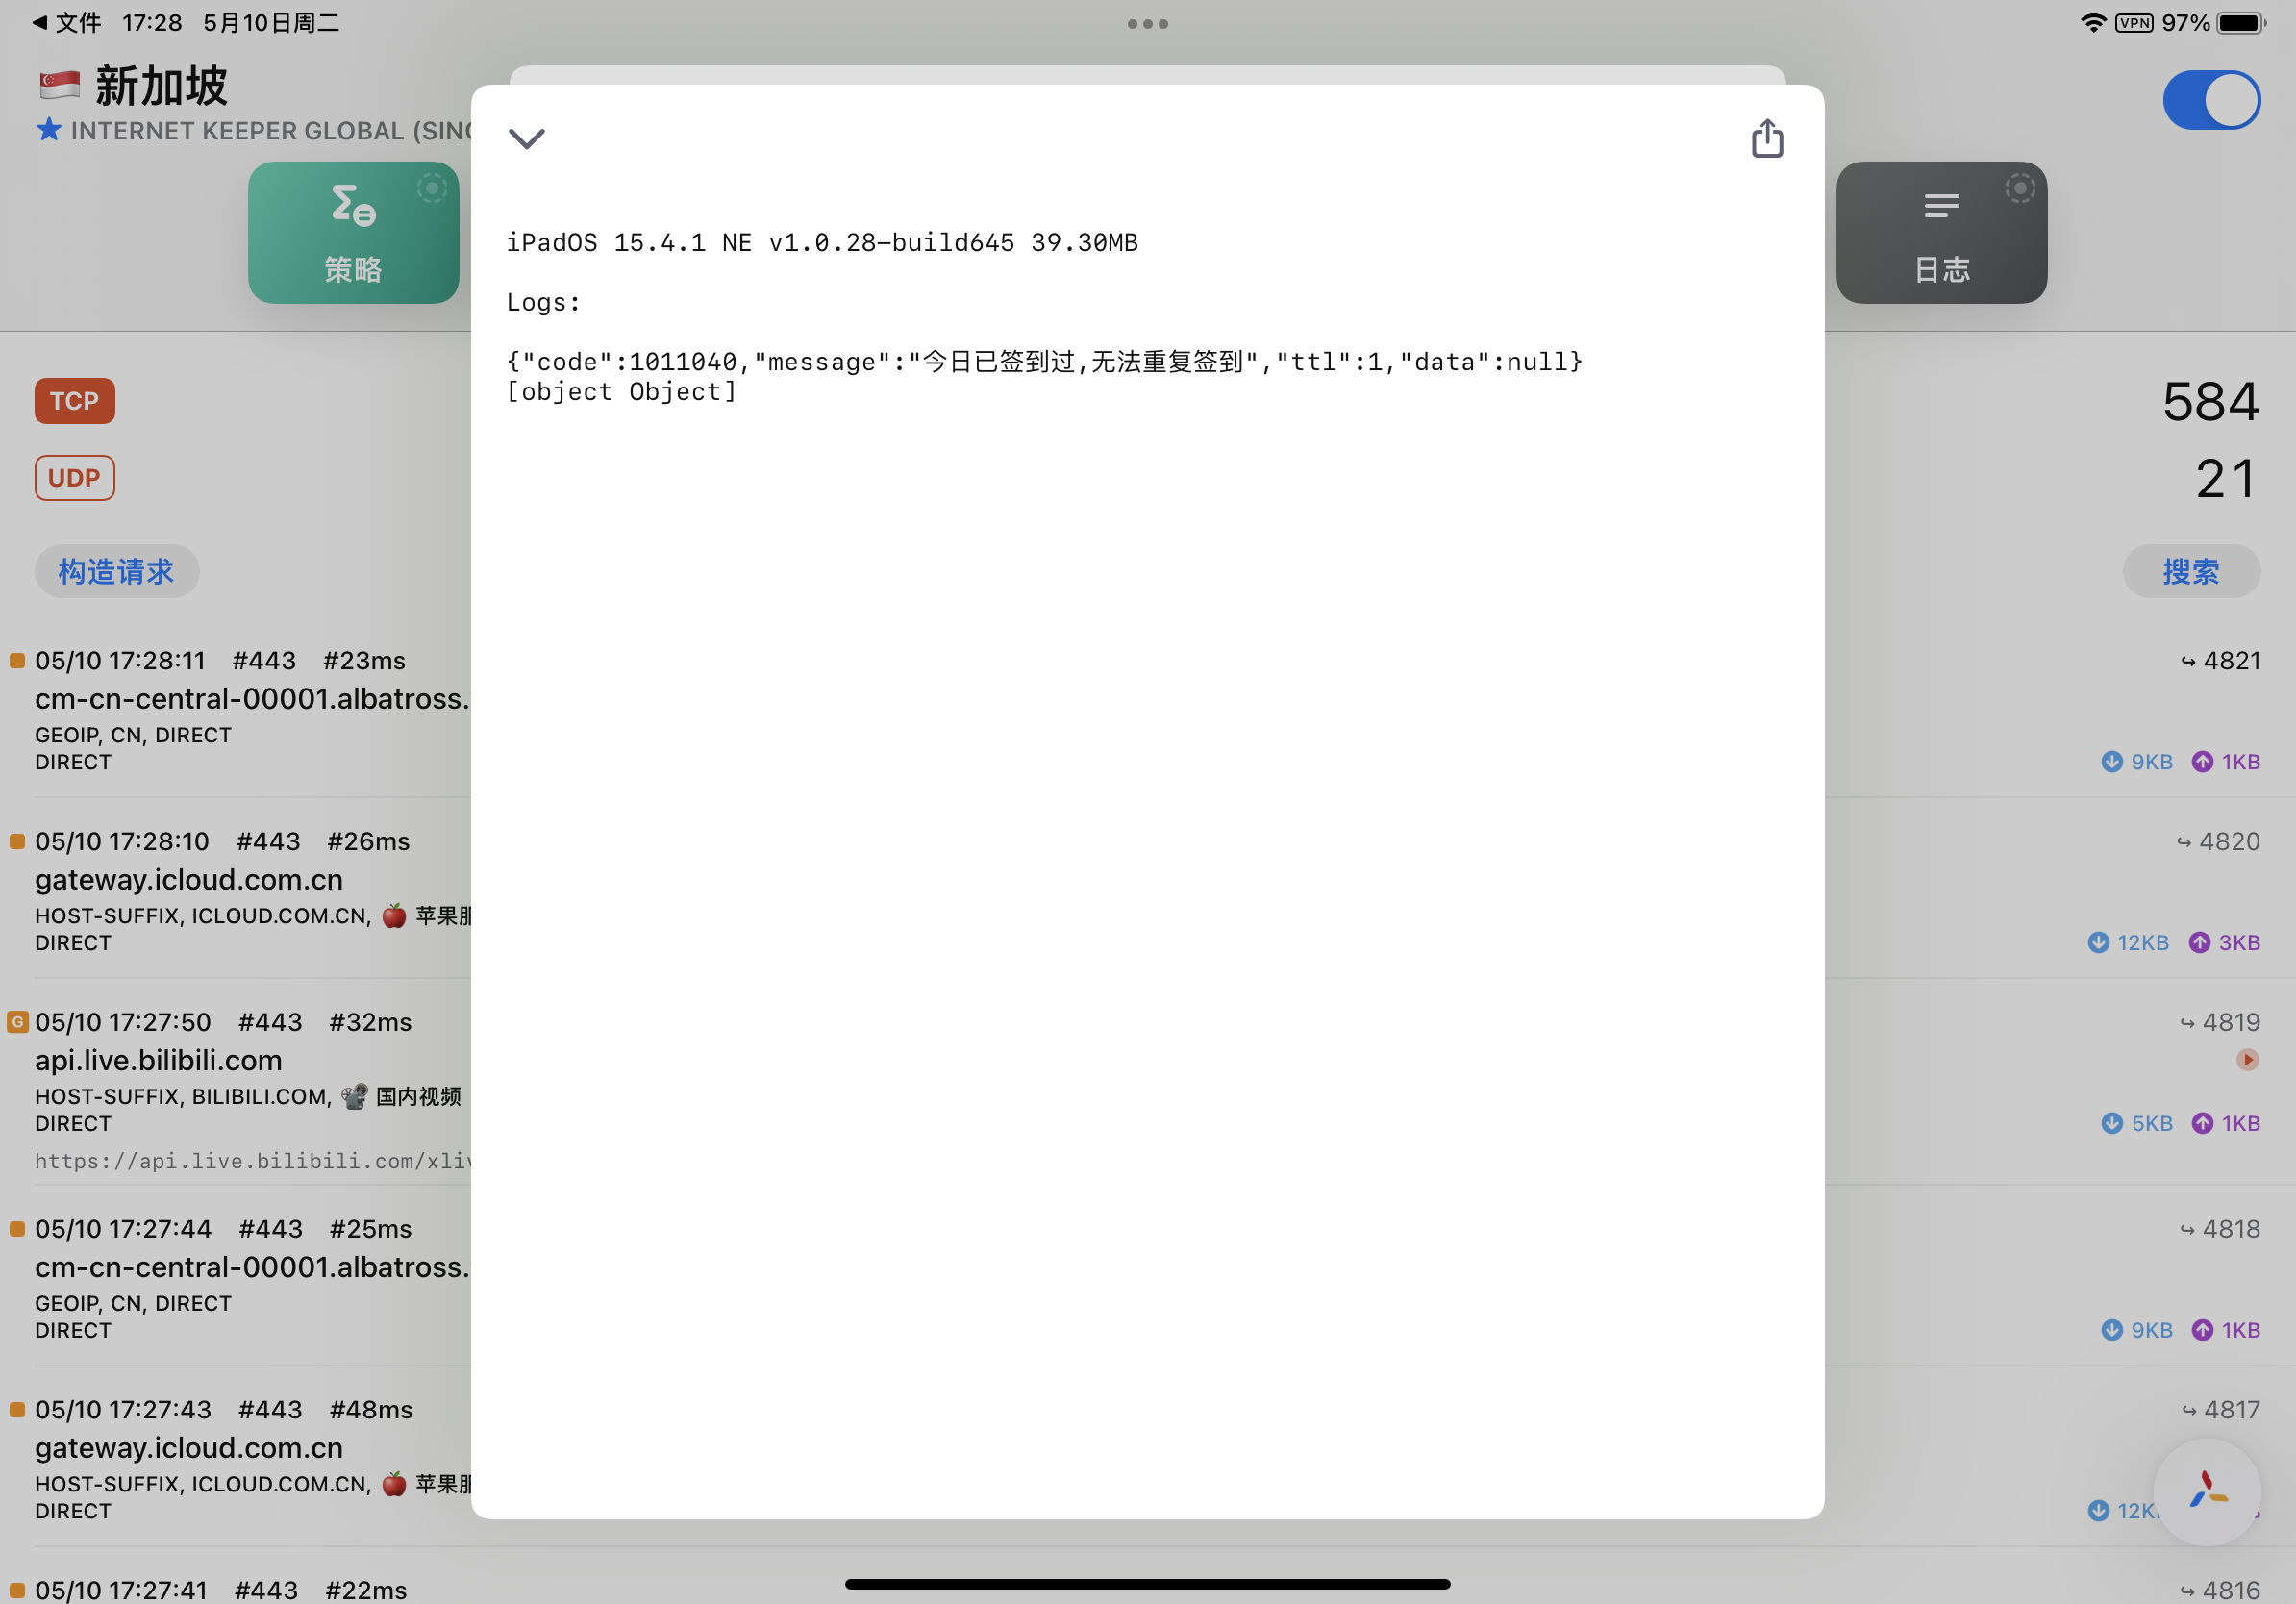 文件 17:28 5月10日周二
VPN 97%
新加坡
INTERNET KEEPER GLOBAL (SING
策略
日志
iPadOS 15.4.1 NE v1.0.28-build645 39.30MB
Logs:
{"code":1011040,"message":"今日已签到过,无法重复签到","ttl":1,"data":null}
[object Object]
TCP 584
UDP 21
构造请求 搜索
05/10 17:28:11 #443 #23ms 4821
cm-cn-central-00001.albatross.
GEOIP, CN, DIRECT
DIRECT 9KB 1KB
05/10 17:28:10 #443 #26ms 4820
gateway.icloud.com.cn
HOST-SUFFIX, ICLOUD.COM.CN, 苹果服
DIRECT 12KB 3KB
G 05/10 17:27:50 #443 #32ms 4819
api.live.bilibili.com
HOST-SUFFIX, BILIBILI.COM, 国内视频
DIRECT 5KB 1KB
https://api.live.bilibili.com/xliv
05/10 17:27:44 #443 #25ms 4818
cm-cn-central-00001.albatross.
GEOIP, CN, DIRECT
DIRECT 9KB 1KB
05/10 17:27:43 #443 #48ms 4817
gateway.icloud.com.cn
HOST-SUFFIX, ICLOUD.COM.CN, 苹果服
DIRECT 12K
05/10 17:27:41 #443 #22ms 4816